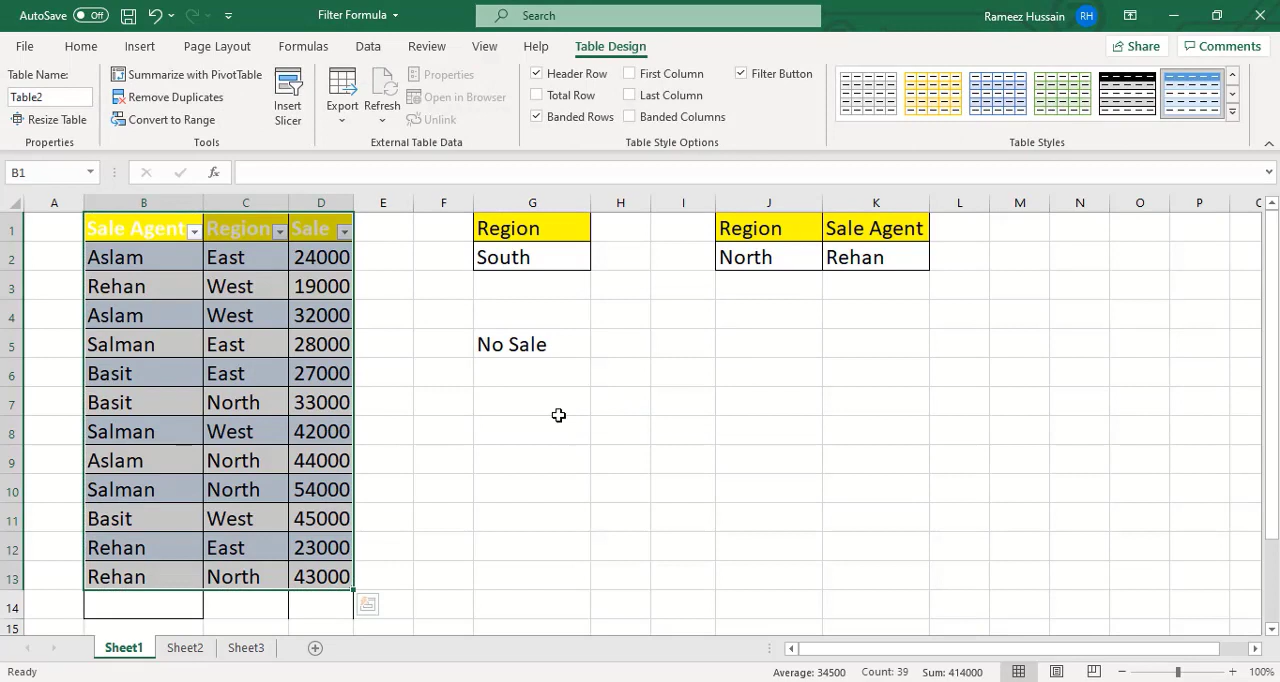 AutoSave Off Filter Formula Search Rameez Hussain RH
File Home Insert Page Layout Formulas Data Review View Help Table Design Share Comments
Table Name:
Table2
Resize Table
Properties
Summarize with PivotTable
Remove Duplicates
Convert to Range
Insert
Slicer
Tools
Export Refresh
Properties
Open in Browser
Unlink
External Table Data
Header Row First Column Filter Button
Total Row Last Column
Banded Rows Banded Columns
Table Style Options
Table Styles
B1 fx
A B C D E F G H I J K L M N O P
1 Sale Agent Region Sale Region Region Sale Agent
2 Aslam East 24000 South North Rehan
3 Rehan West 19000
4 Aslam West 32000
5 Salman East 28000 No Sale
6 Basit East 27000
7 Basit North 33000
8 Salman West 42000
9 Aslam North 44000
10 Salman North 54000
11 Basit West 45000
12 Rehan East 23000
13 Rehan North 43000
14
15
Sheet1 Sheet2 Sheet3
Ready Average: 34500 Count: 39 Sum: 414000 100%